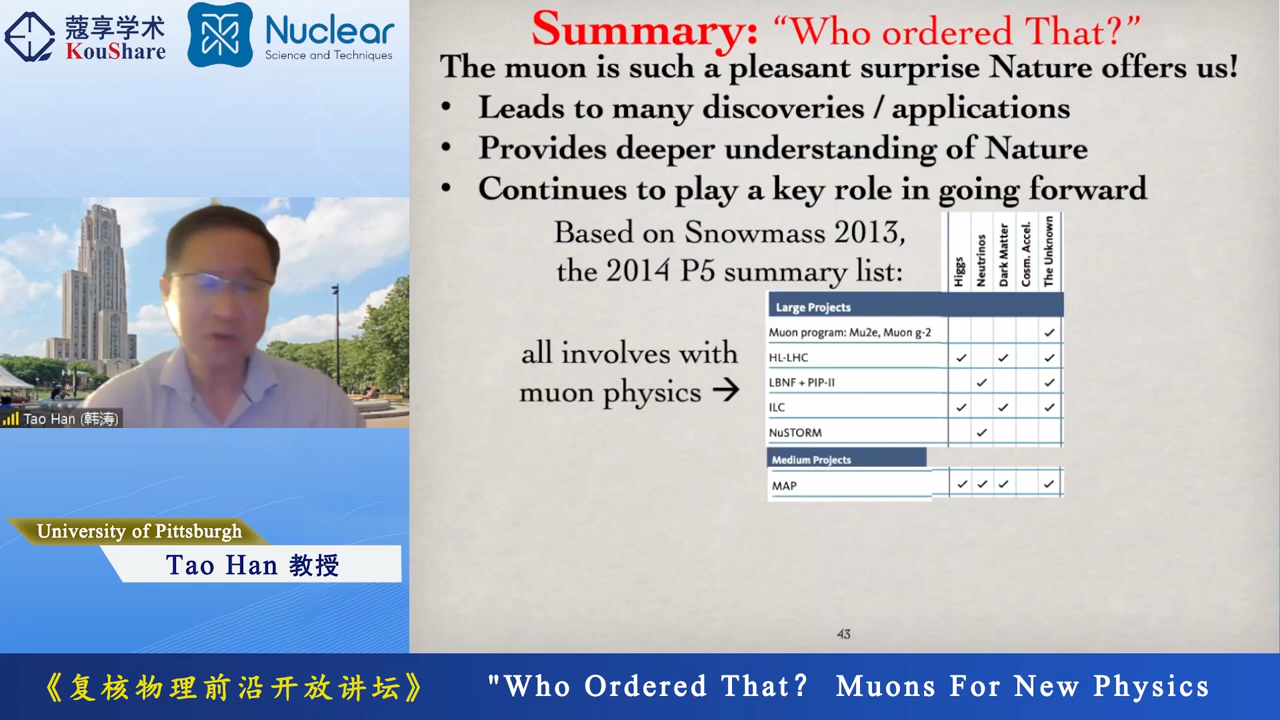 蔻享学术
KouShare
Nuclear
Science and Techniques
Summary: “Who ordered That?”
The muon is such a pleasant surprise Nature offers us!
• Leads to many discoveries / applications
• Provides deeper understanding of Nature
• Continues to play a key role in going forward
Based on Snowmass 2013,
the 2014 P5 summary list:
all involves with
muon physics →
Higgs
Neutrinos
Dark Matter
Cosm. Accel.
The Unknown
Large Projects
Muon program: Mu2e, Muon g-2 ✓
HL-LHC ✓ ✓ ✓
LBNF + PIP-II ✓ ✓
ILC ✓ ✓ ✓
NuSTORM ✓
Medium Projects
MAP ✓ ✓ ✓ ✓
43
Tao Han (韩涛)
University of Pittsburgh
Tao Han 教授
《复核物理前沿开放讲坛》
"Who Ordered That? Muons For New Physics